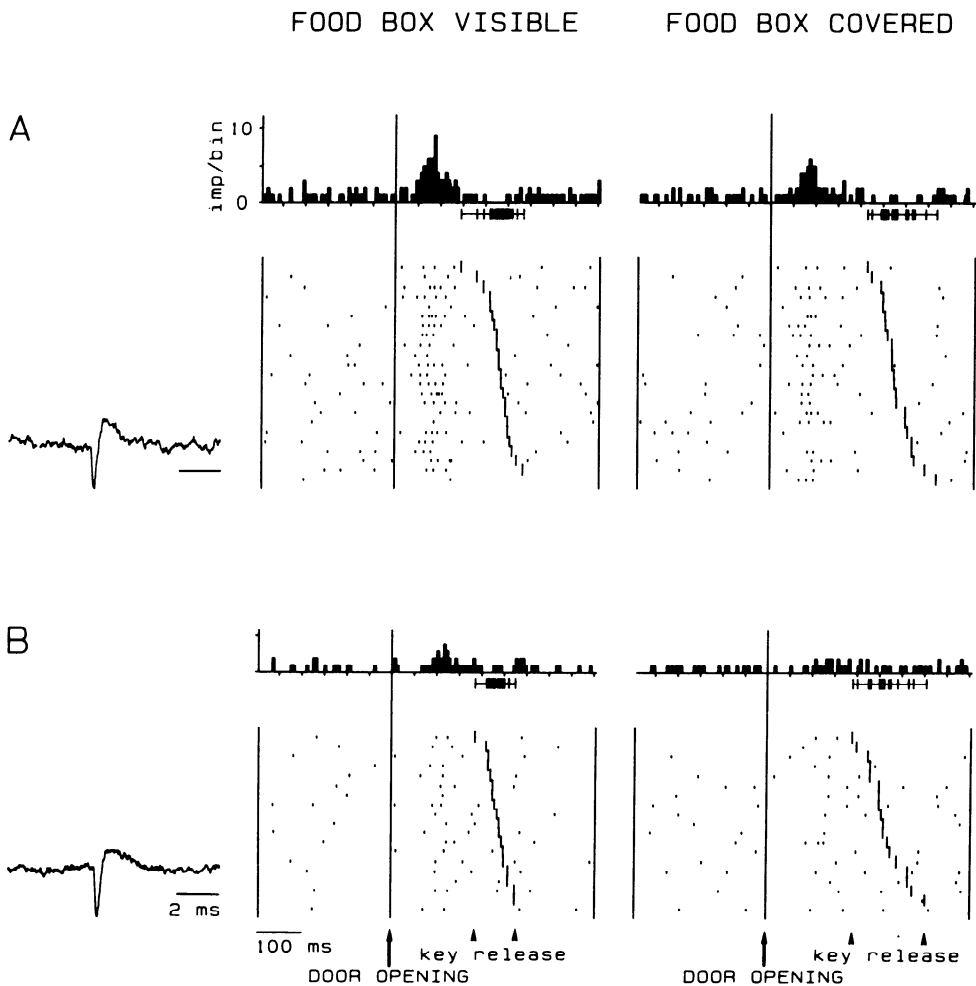 FOOD BOX VISIBLE
FOOD BOX COVERED
A
imp/bin
10
0
B
2 ms
100 ms
key release
key release
DOOR OPENING
DOOR OPENING